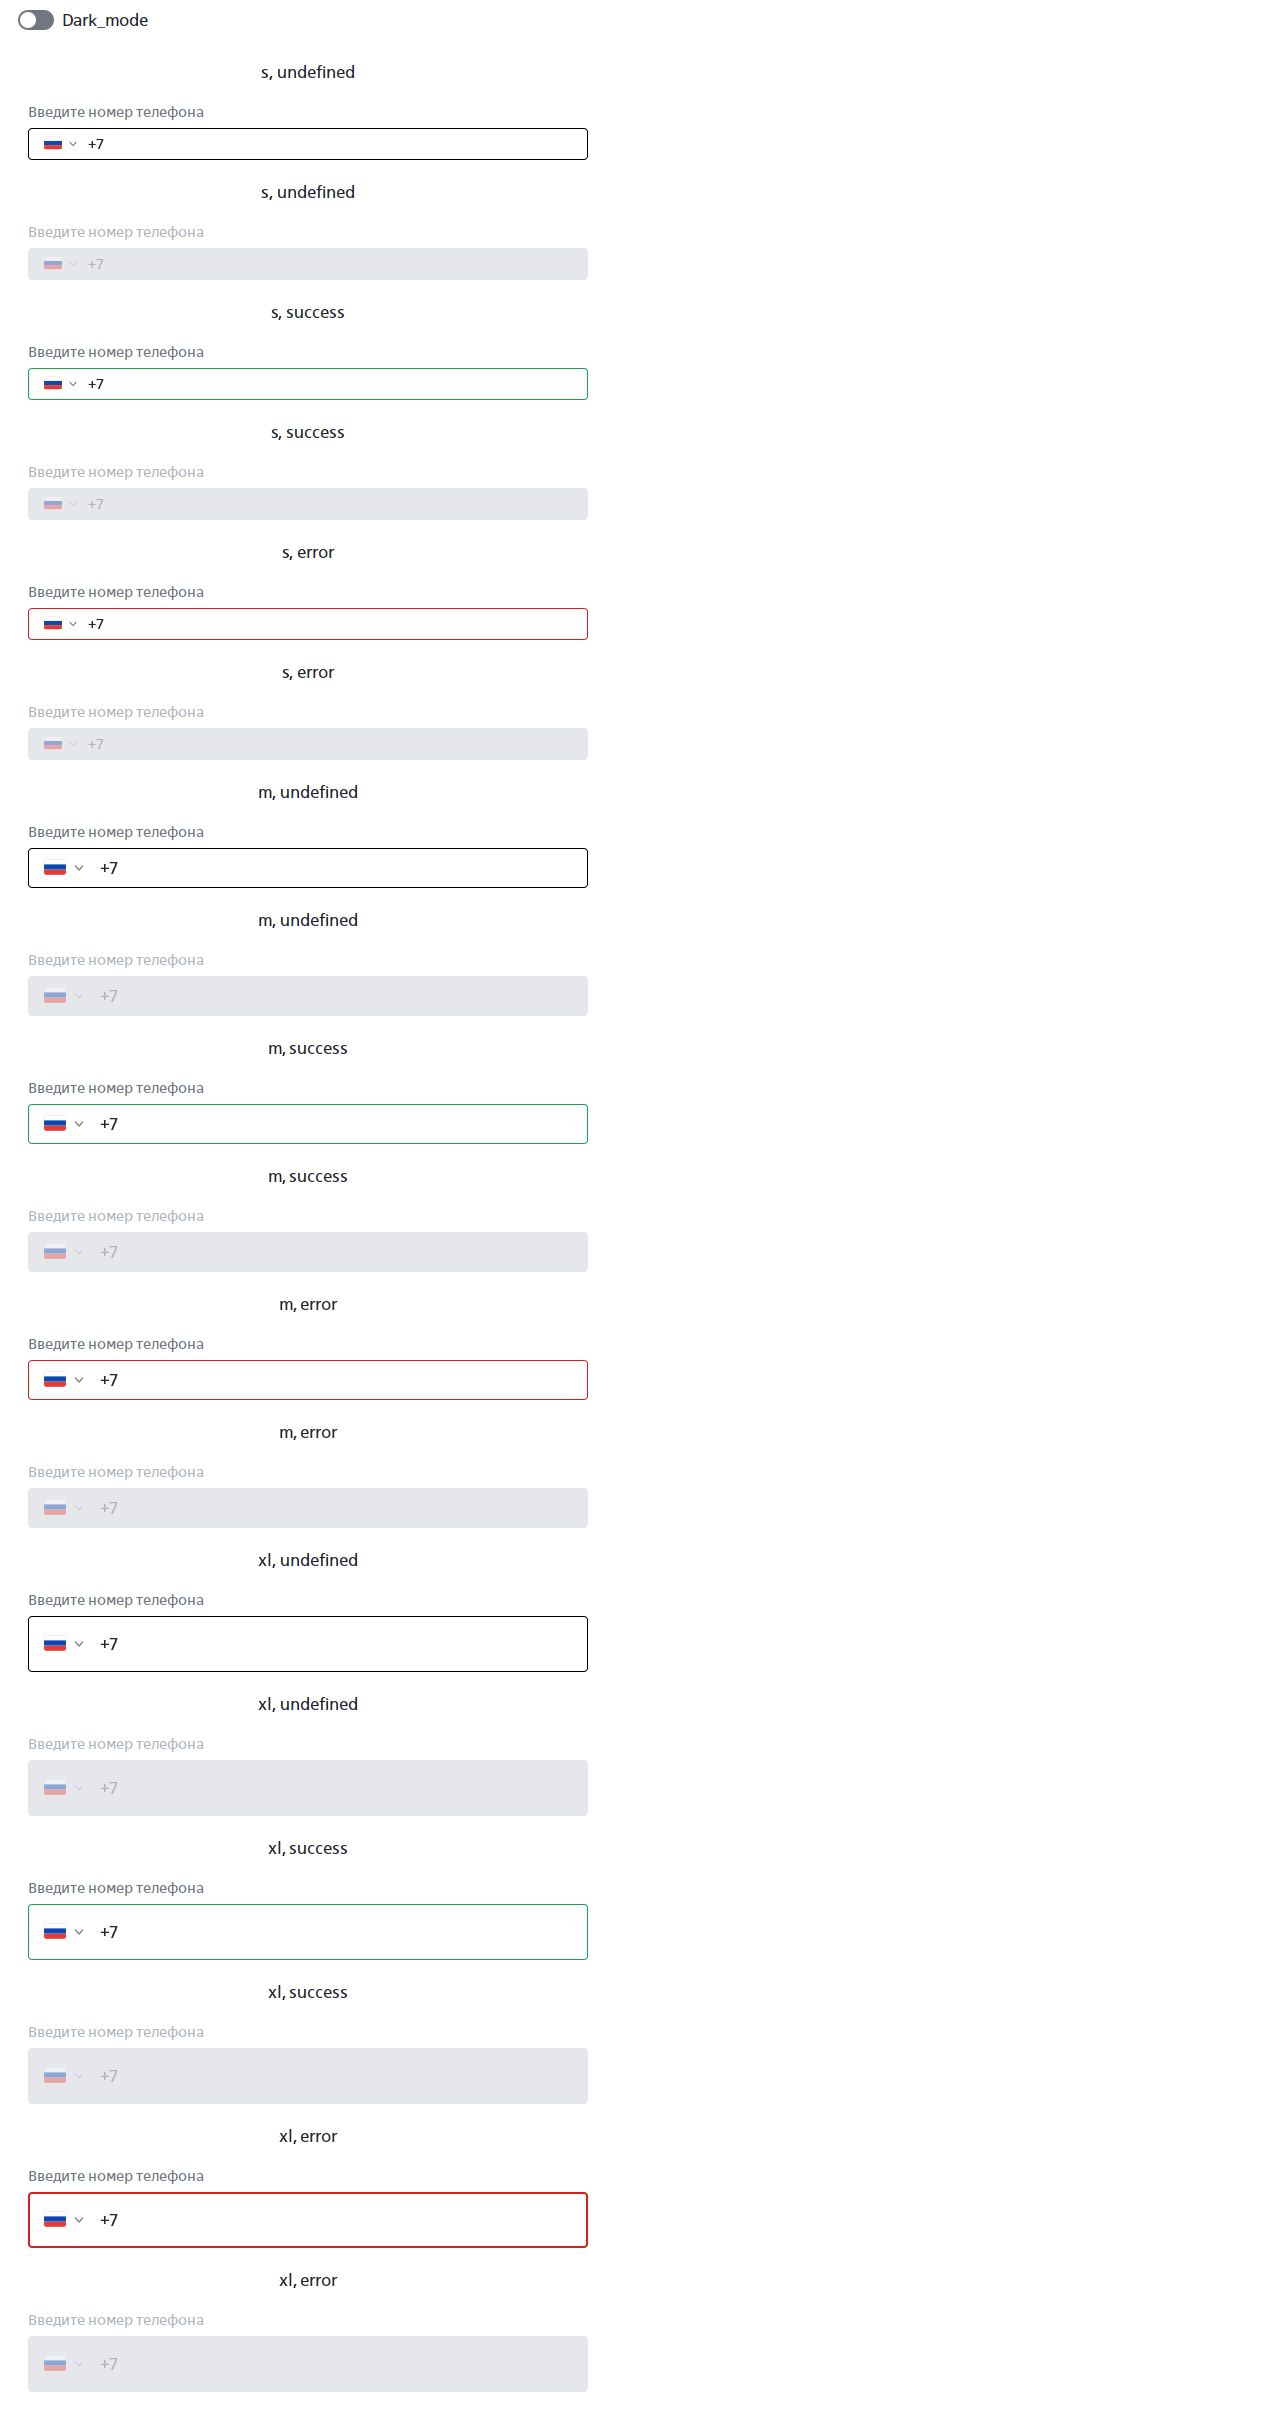 Dark_mode
s, undefined
Введите номер телефона
+7
s, undefined
Введите номер телефона
+7
s, success
Введите номер телефона
+7
s, success
Введите номер телефона
+7
s, error
Введите номер телефона
+7
s, error
Введите номер телефона
+7
m, undefined
Введите номер телефона
+7
m, undefined
Введите номер телефона
+7
m, success
Введите номер телефона
+7
m, success
Введите номер телефона
+7
m, error
Введите номер телефона
+7
m, error
Введите номер телефона
+7
xl, undefined
Введите номер телефона
+7
xl, undefined
Введите номер телефона
+7
xl, success
Введите номер телефона
+7
xl, success
Введите номер телефона
+7
xl, error
Введите номер телефона
+7
xl, error
Введите номер телефона
+7